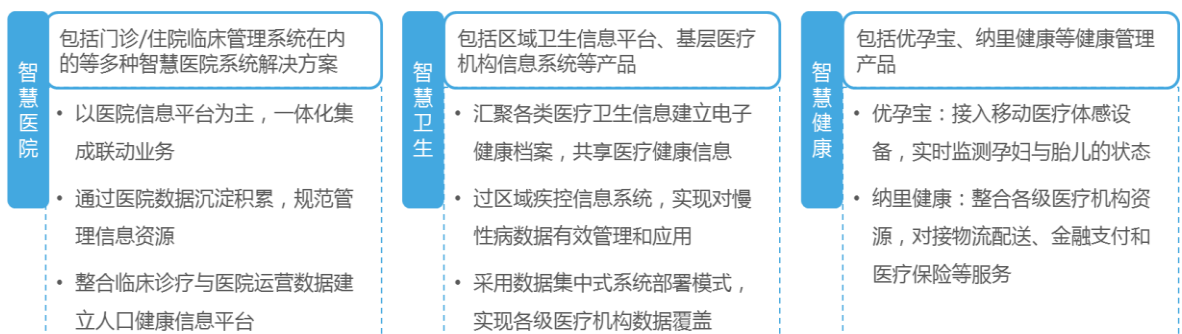 智慧医院
包括门诊/住院临床管理系统在内
的等多种智慧医院系统解决方案
• 以医院信息平台为主，一体化集
成联动业务
• 通过医院数据沉淀积累，规范管
理信息资源
• 整合临床诊疗与医院运营数据建
立人口健康信息平台
智慧卫生
包括区域卫生信息平台、基层医疗
机构信息系统等产品
• 汇聚各类医疗卫生信息建立电子
健康档案，共享医疗健康信息
• 过区域疾控信息系统，实现对慢
性病数据有效管理和应用
• 采用数据集中式系统部署模式，
实现各级医疗机构数据覆盖
智慧健康
包括优孕宝、纳里健康等健康管理
产品
• 优孕宝：接入移动医疗体感设
备，实时监测孕妇与胎儿的状态
• 纳里健康：整合各级医疗机构资
源，对接物流配送、金融支付和
医疗保险等服务